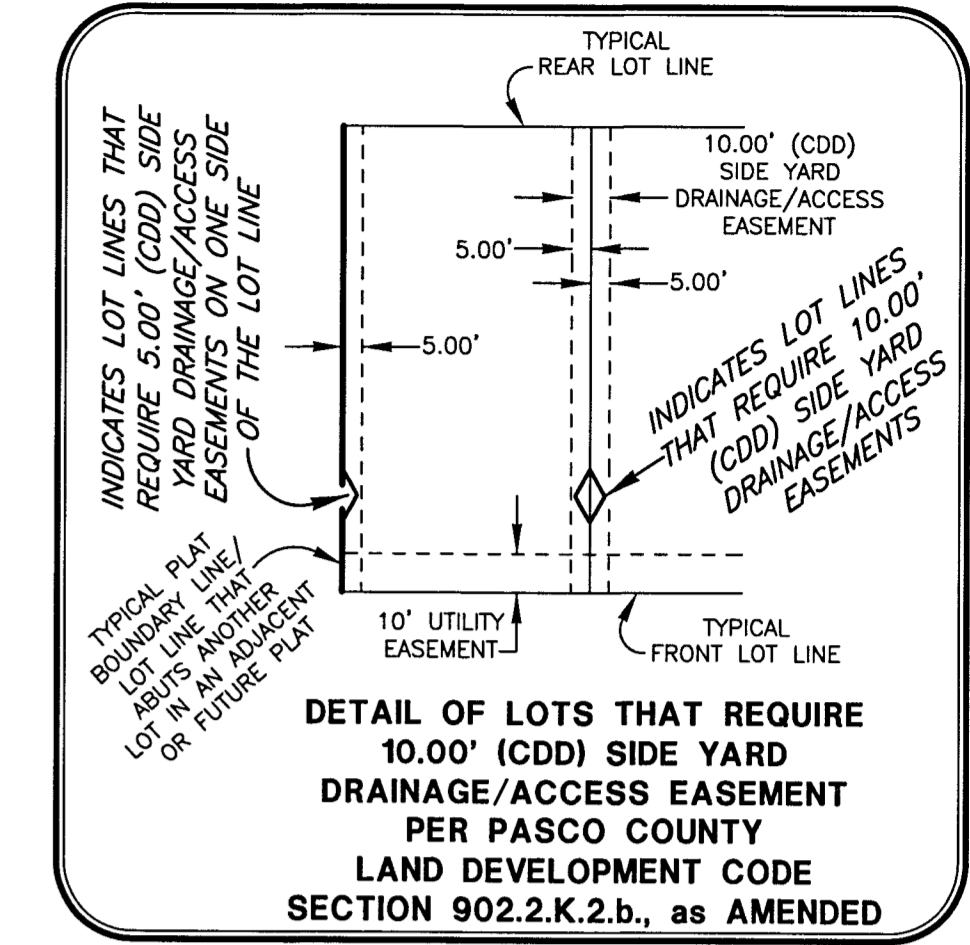 TYPICAL
REAR LOT LINE
INDICATES LOT LINES THAT
REQUIRE 5.00' (CDD) SIDE
YARD DRAINAGE/ACCESS
EASEMENTS ON ONE SIDE
OF THE LOT LINE
10.00' (CDD)
SIDE YARD
DRAINAGE/ACCESS
EASEMENT
5.00'
5.00'
5.00'
INDICATES LOT LINES
THAT REQUIRE 10.00'
(CDD) SIDE YARD
DRAINAGE/ACCESS
EASEMENTS
TYPICAL PLAT
BOUNDARY LINE/
LOT LINE THAT
ABUTS ANOTHER
LOT IN AN ADJACENT
OR FUTURE PLAT
10' UTILITY
EASEMENT
TYPICAL
FRONT LOT LINE
DETAIL OF LOTS THAT REQUIRE
10.00' (CDD) SIDE YARD
DRAINAGE/ACCESS EASEMENT
PER PASCO COUNTY
LAND DEVELOPMENT CODE
SECTION 902.2.K.2.b., as AMENDED